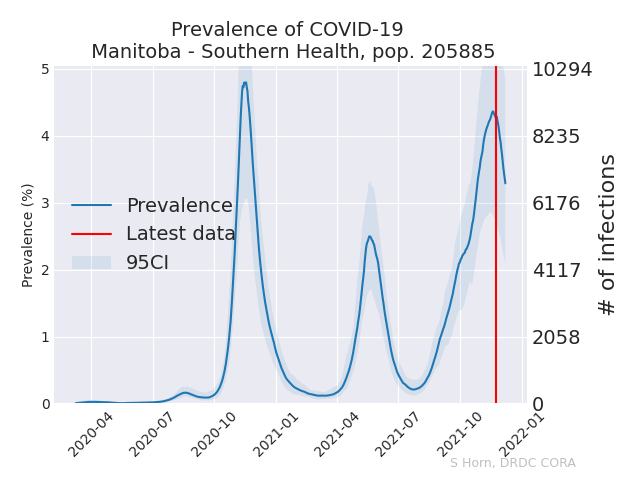 Prevalence of COVID-19
Manitoba - Southern Health, pop. 205885
Prevalence (%)
5
4
3
2
1
0
Prevalence
Latest data
95CI
10294
8235
6176
4117
2058
0
# of infections
2020-04
2020-07
2020-10
2021-01
2021-04
2021-07
2021-10
2022-01
S Horn, DRDC CORA